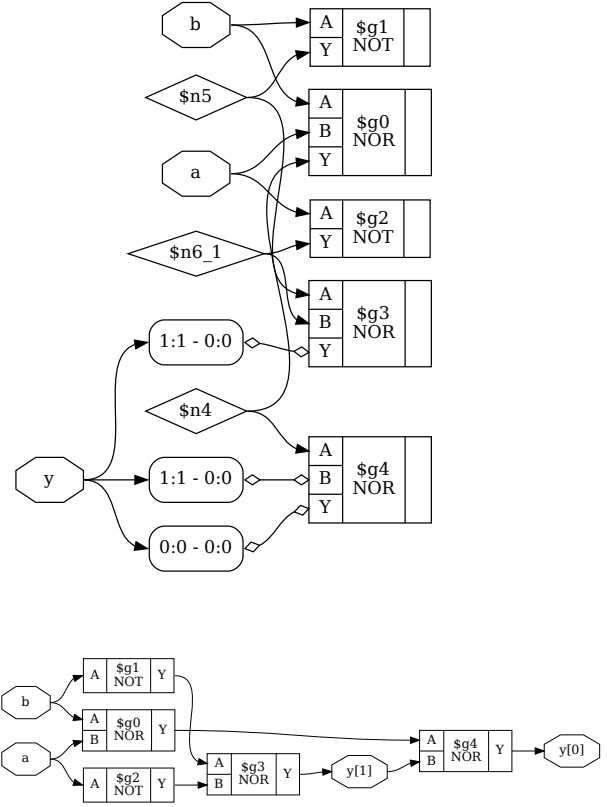 b
A
Y
$g1
NOT
$n5
A
B
Y
$g0
NOR
a
A
Y
$g2
NOT
$n6_1
A
B
Y
$g3
NOR
1:1 - 0:0
$n4
A
B
Y
$g4
NOR
y
1:1 - 0:0
0:0 - 0:0
b
A
$g1
NOT
Y
A
B
$g0
NOR
Y
a
A
$g2
NOT
Y
A
B
$g3
NOR
Y
y[1]
A
B
$g4
NOR
Y
y[0]